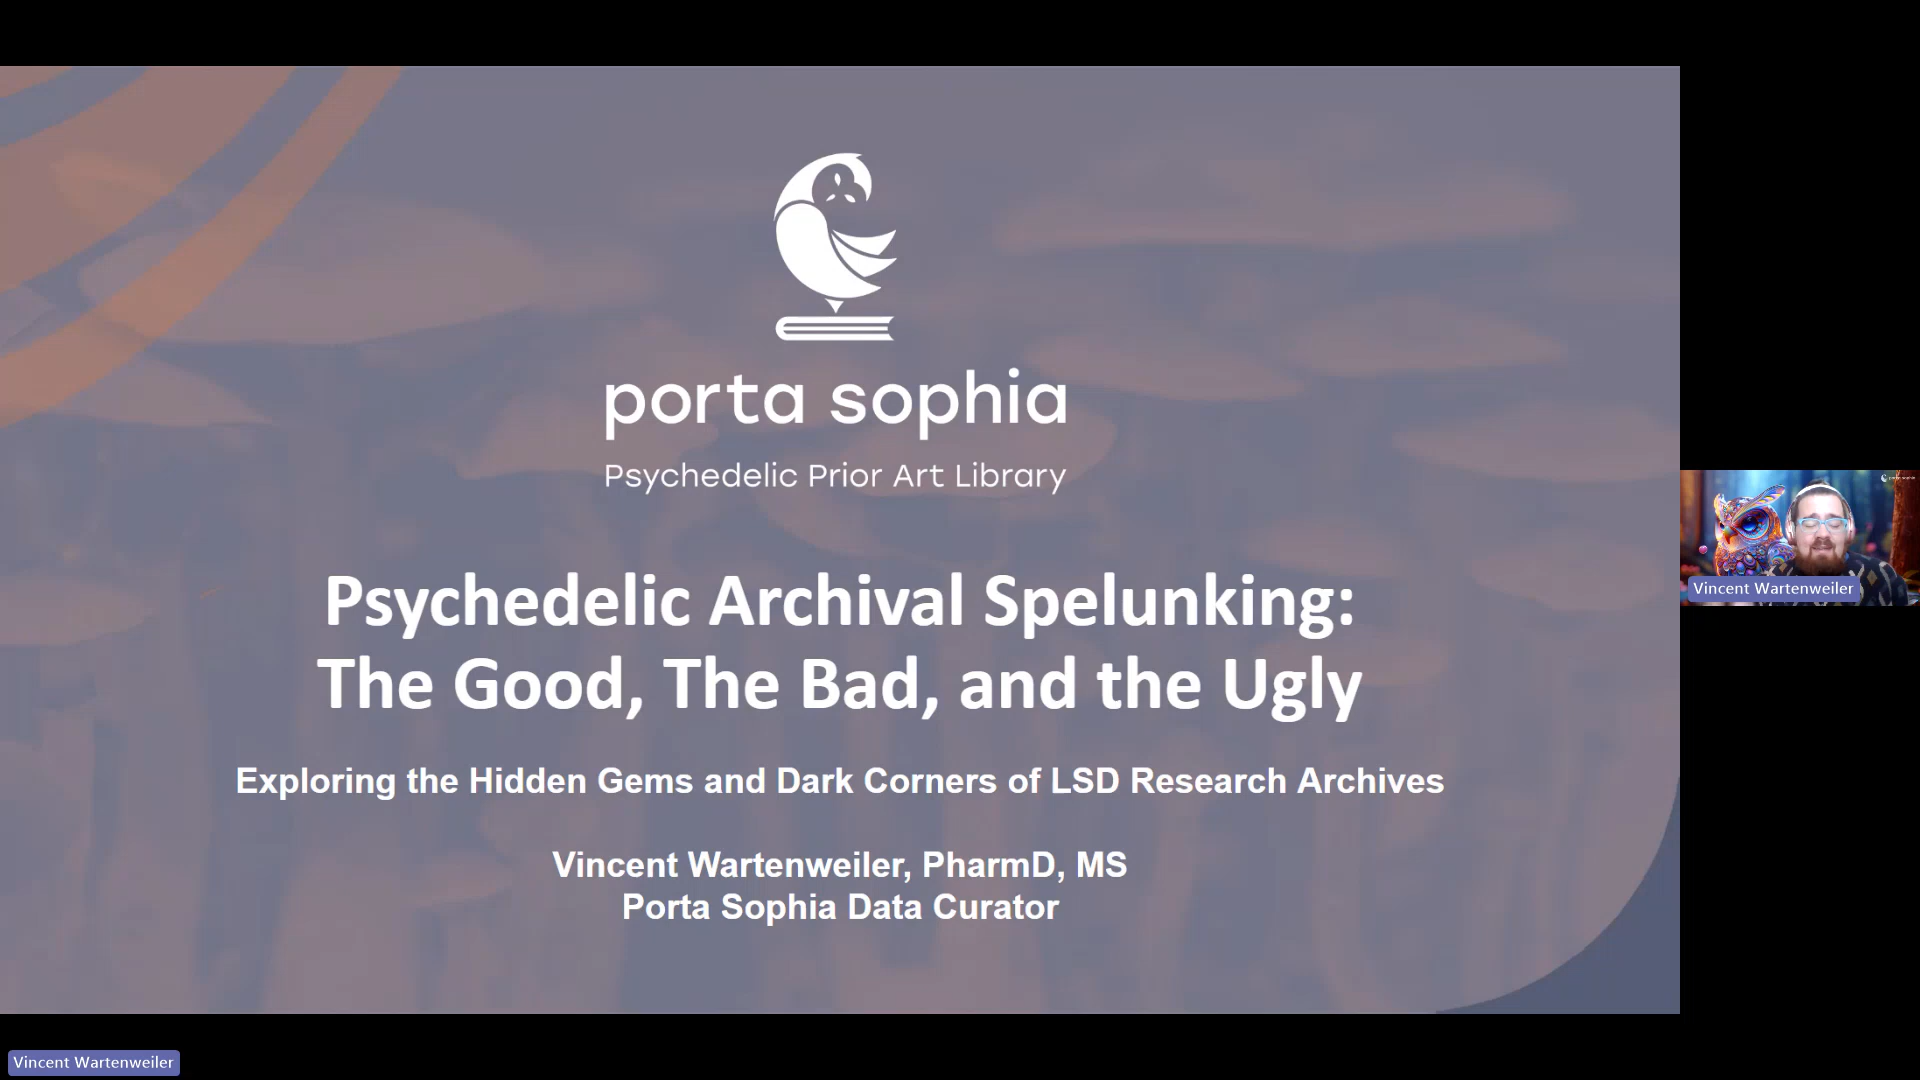 porta sophia
Psychedelic Prior Art Library
Psychedelic Archival Spelunking:
The Good, The Bad, and the Ugly
Exploring the Hidden Gems and Dark Corners of LSD Research Archives
Vincent Wartenweiler, PharmD, MS
Porta Sophia Data Curator
porta sophia
Vincent Wartenweiler
Vincent Wartenweiler